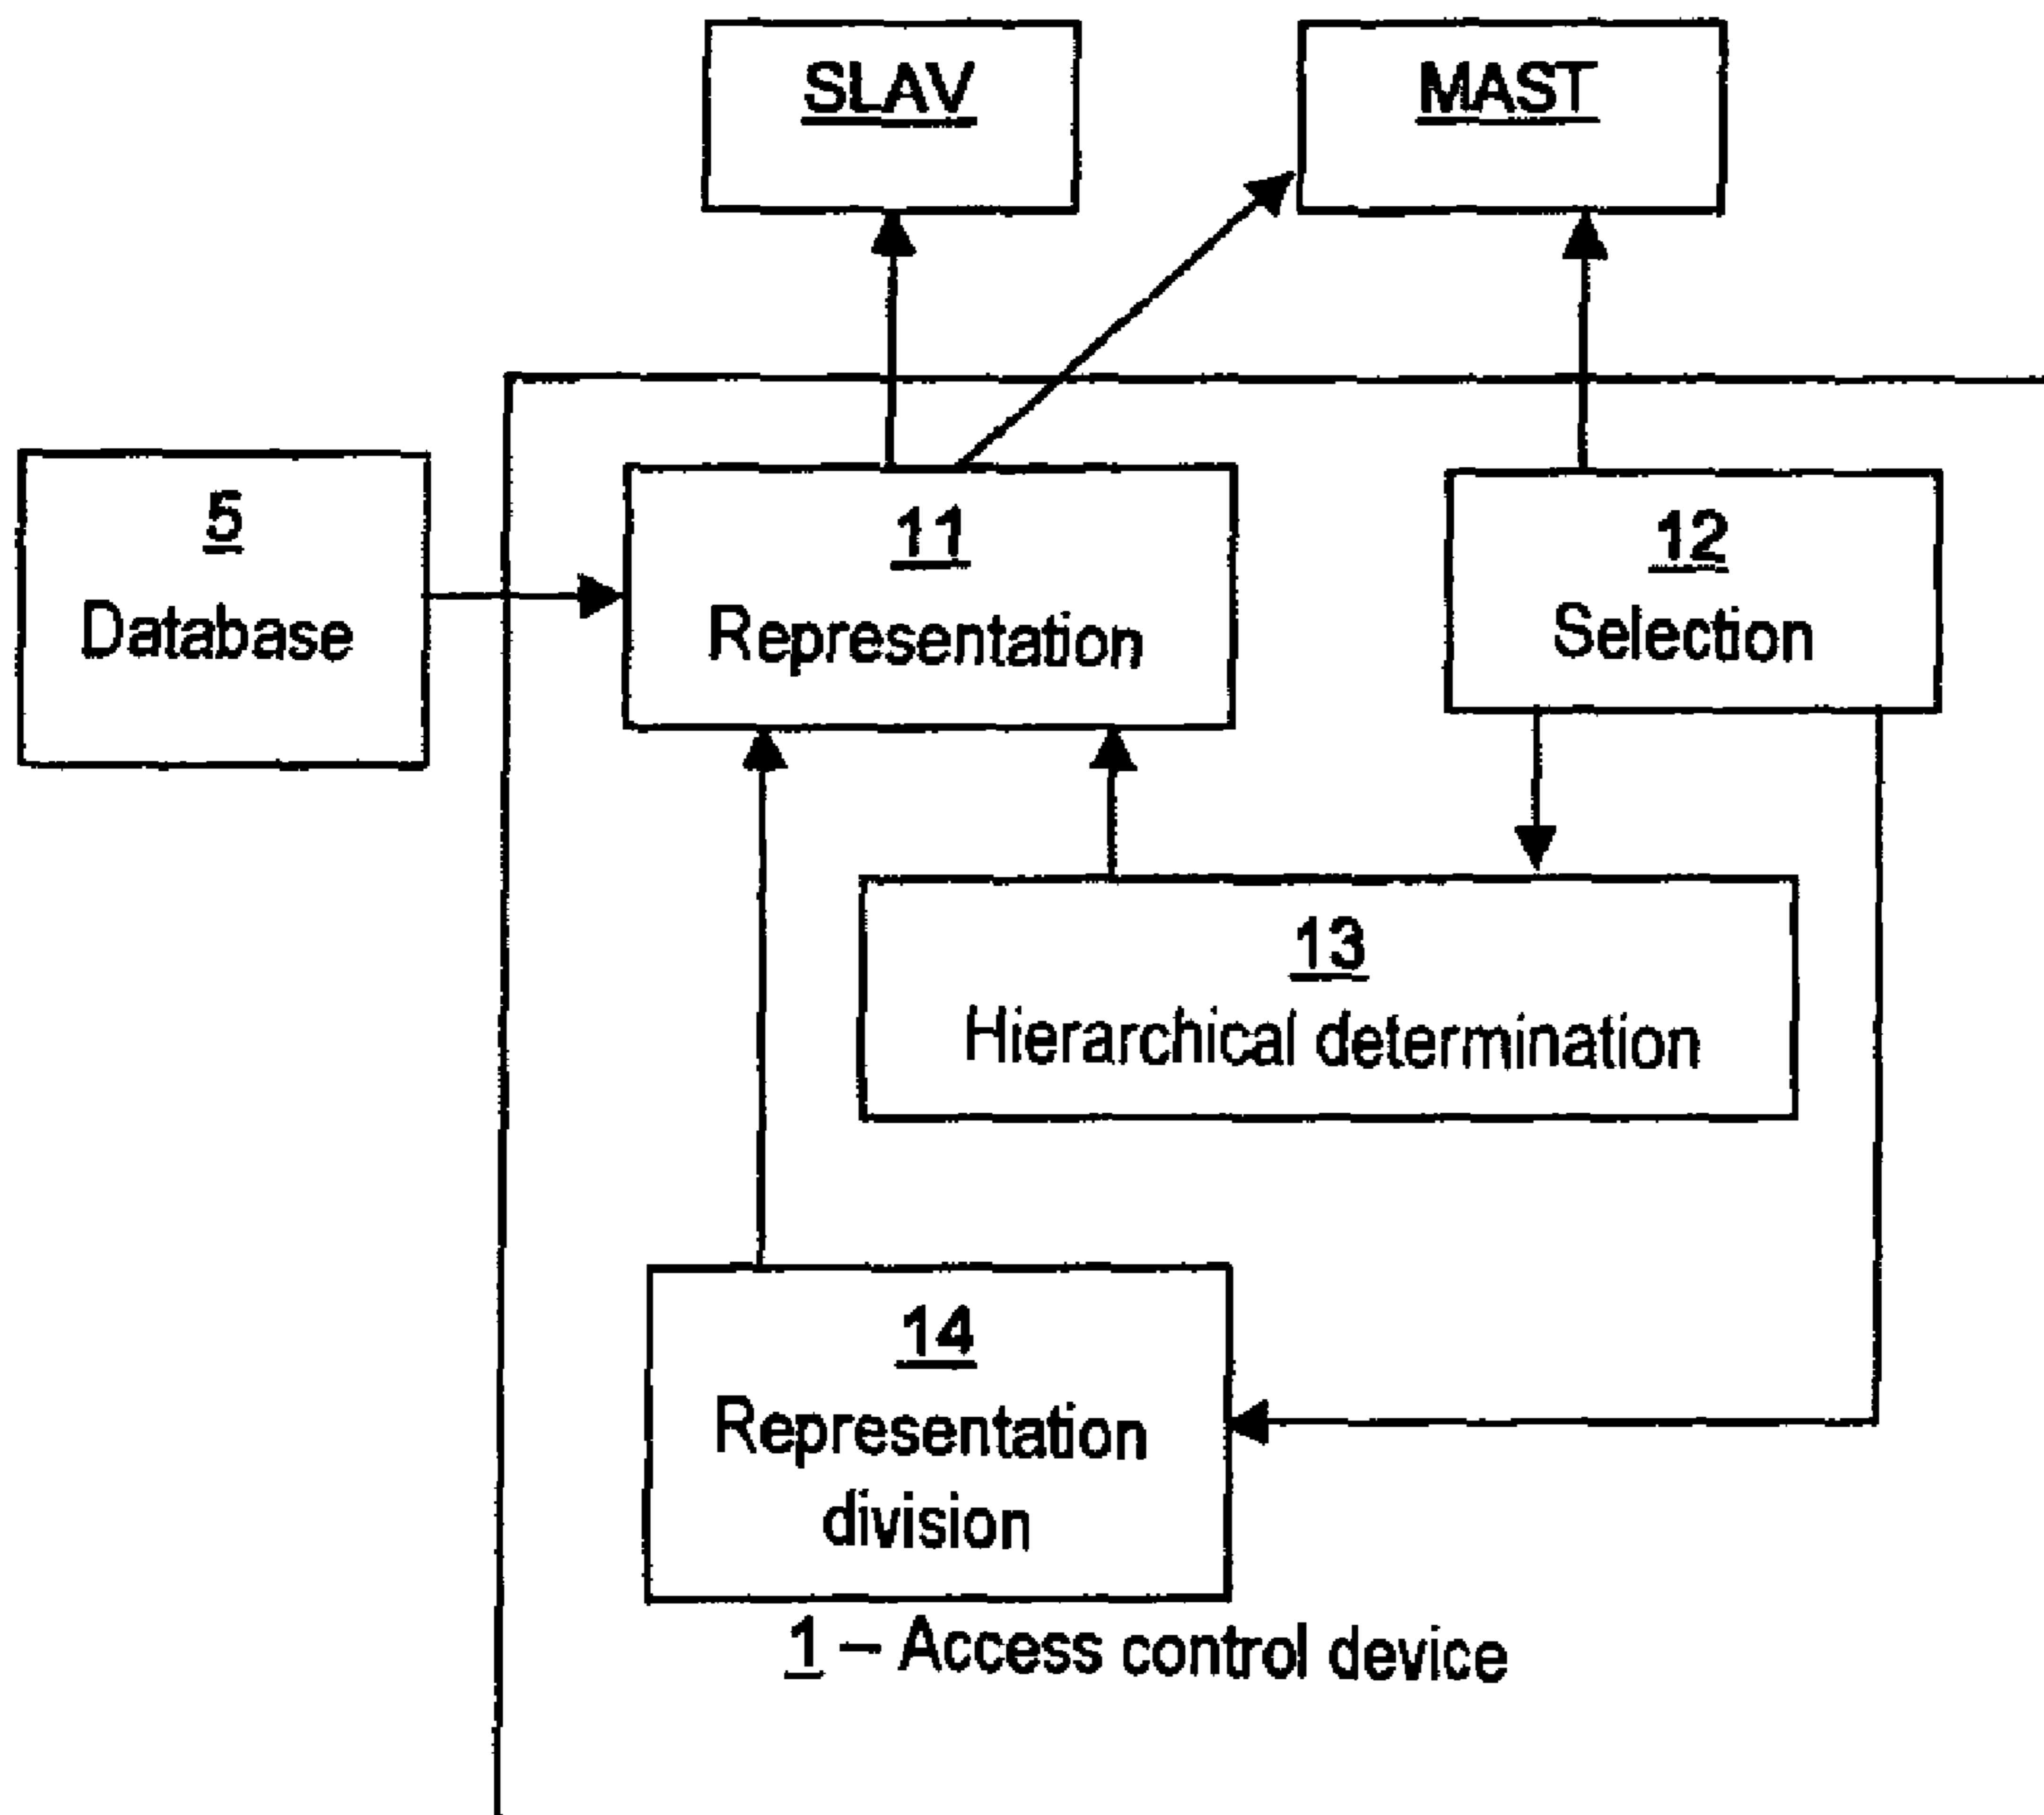 SLAV
MAST
5
Database
11
Representation
12
Selection
13
Hierarchical determination
14
Representation
division
1 – Access control device